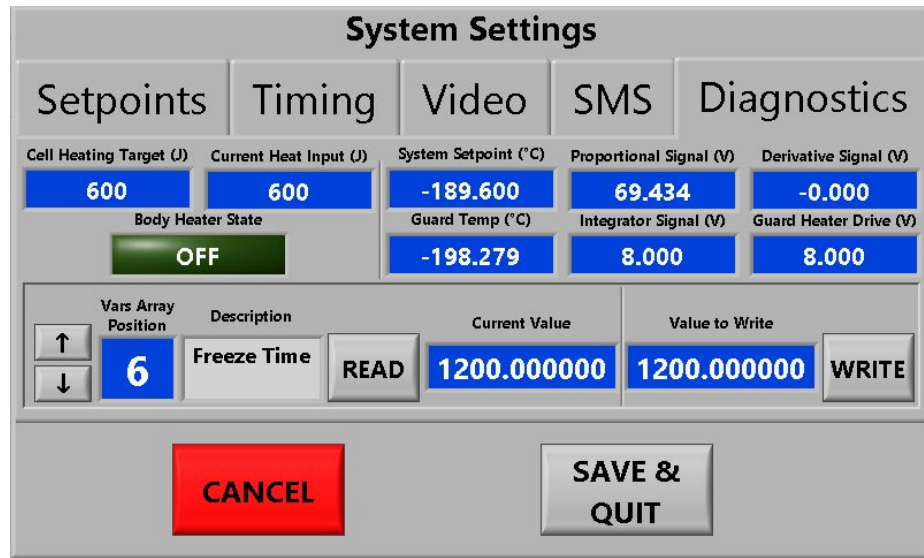 System Settings
Setpoints Timing Video SMS Diagnostics
Cell Heating Target (J) Current Heat Input (J) System Setpoint (°C) Proportional Signal (V) Derivative Signal (V)
600 600 -189.600 69.434 -0.000
Body Heater State Guard Temp (°C) Integrator Signal (V) Guard Heater Drive (V)
OFF -198.279 8.000 8.000
Vars Array
Position Description Current Value Value to Write
↑ ↓ 6 Freeze Time READ 1200.000000 1200.000000 WRITE
CANCEL SAVE &
QUIT